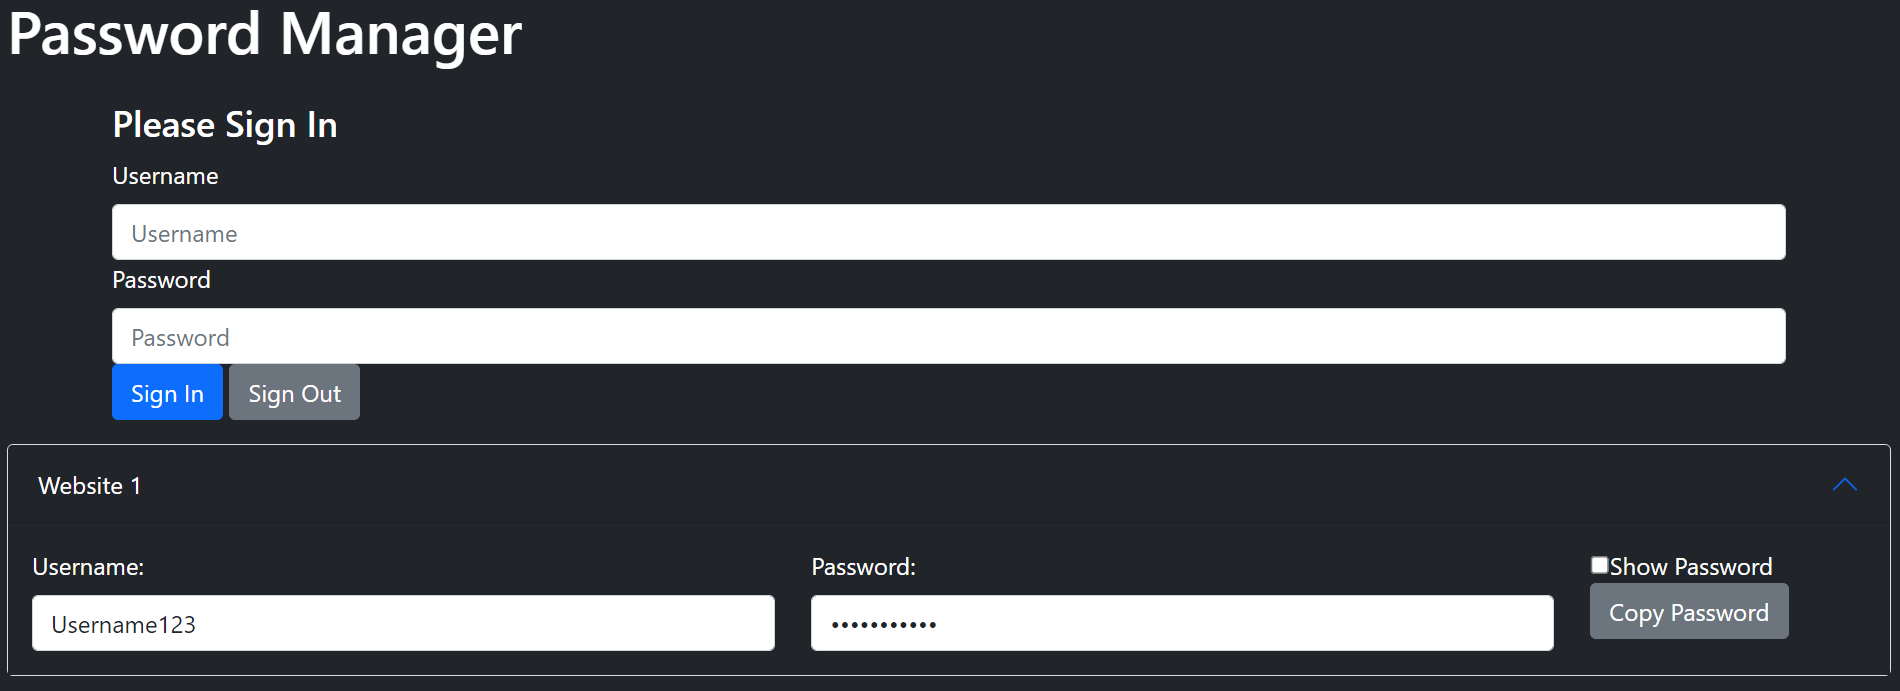 Password Manager
Please Sign In
Username
Username
Password
Password
Sign In Sign Out
Website 1
Username: Password: Show Password
Username123 ••••••••••• Copy Password